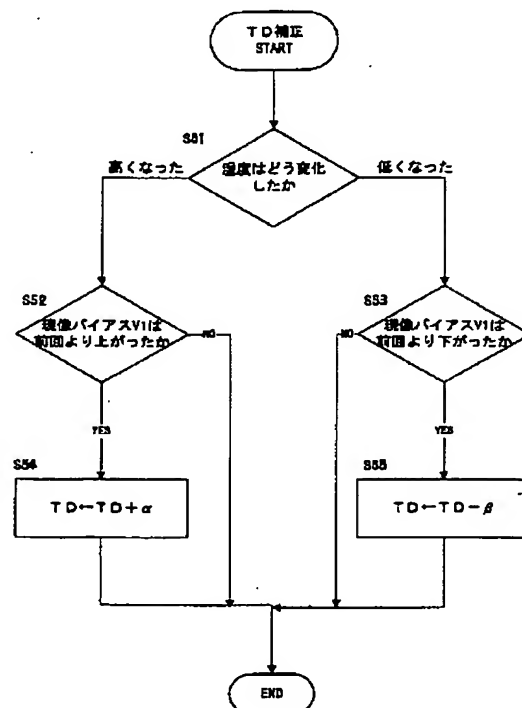 TD補正
START
S51
湿度はどう変化
したか
高くなった
低くなった
S52
現像バイアスV1は
前回より上がったか
NO
S53
現像バイアスV1は
前回より下がったか
NO
YES
YES
S54
TD←TD+α
S55
TD←TD-β
END